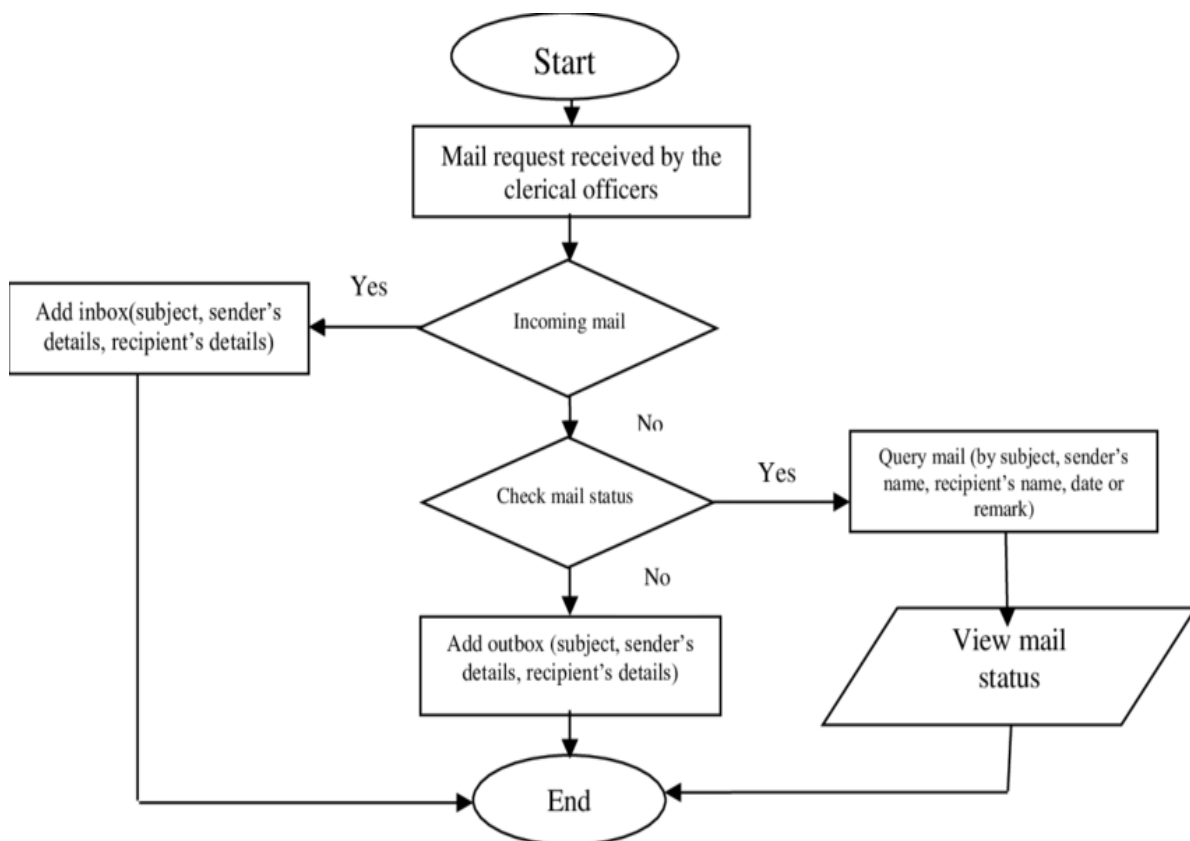 Start
Mail request received by the
clerical officers
Yes
Add inbox(subject, sender's
details, recipient's details)
Incoming mail
No
Check mail status
Yes
Query mail (by subject, sender's
name, recipient's name, date or
remark)
No
Add outbox (subject, sender's
details, recipient's details)
View mail
status
End